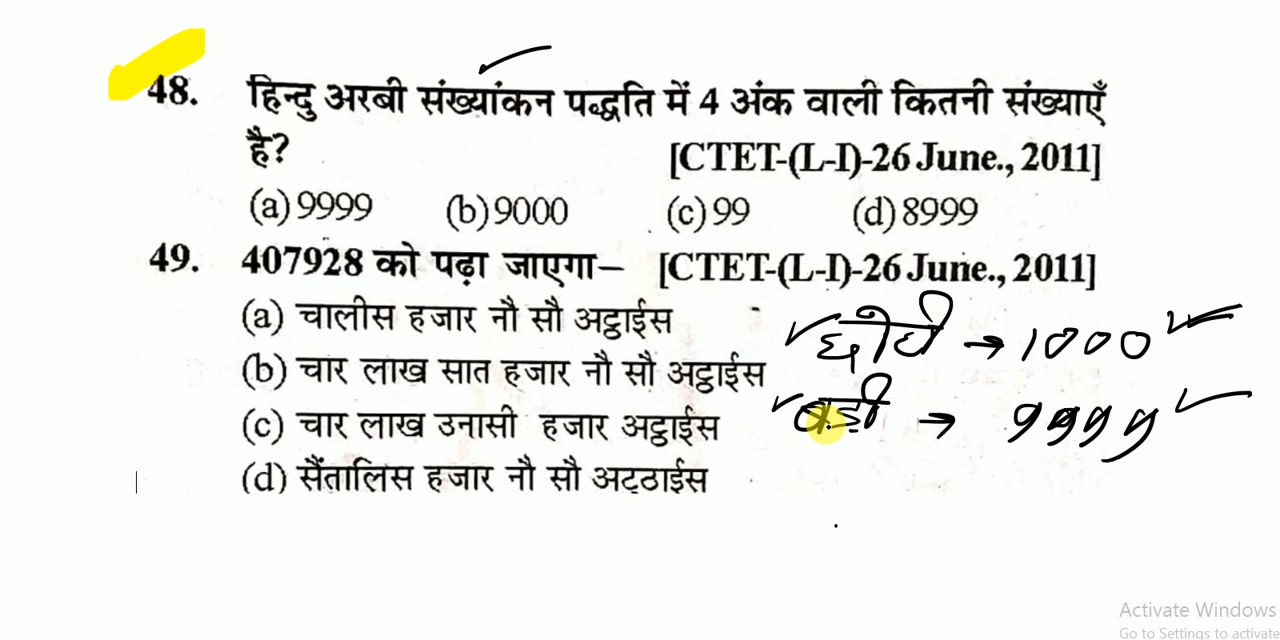 48. हिन्दु अरबी संख्यांकन पद्धति में 4 अंक वाली कितनी संख्याएँ
है? [CTET-(L-I)-26 June., 2011]
(a) 9999 (b) 9000 (c) 99 (d) 8999
49. 407928 को पढ़ा जाएगा– [CTET-(L-I)-26 June., 2011]
(a) चालीस हजार नौ सौ अट्ठाईस
(b) चार लाख सात हजार नौ सौ अट्ठाईस
(c) चार लाख उनासी हजार अट्ठाईस
(d) सैंतालिस हजार नौ सौ अट्ठाईस
छोटी → 1000
बड़ी → 9999
Activate Windows
Go to Settings to activate